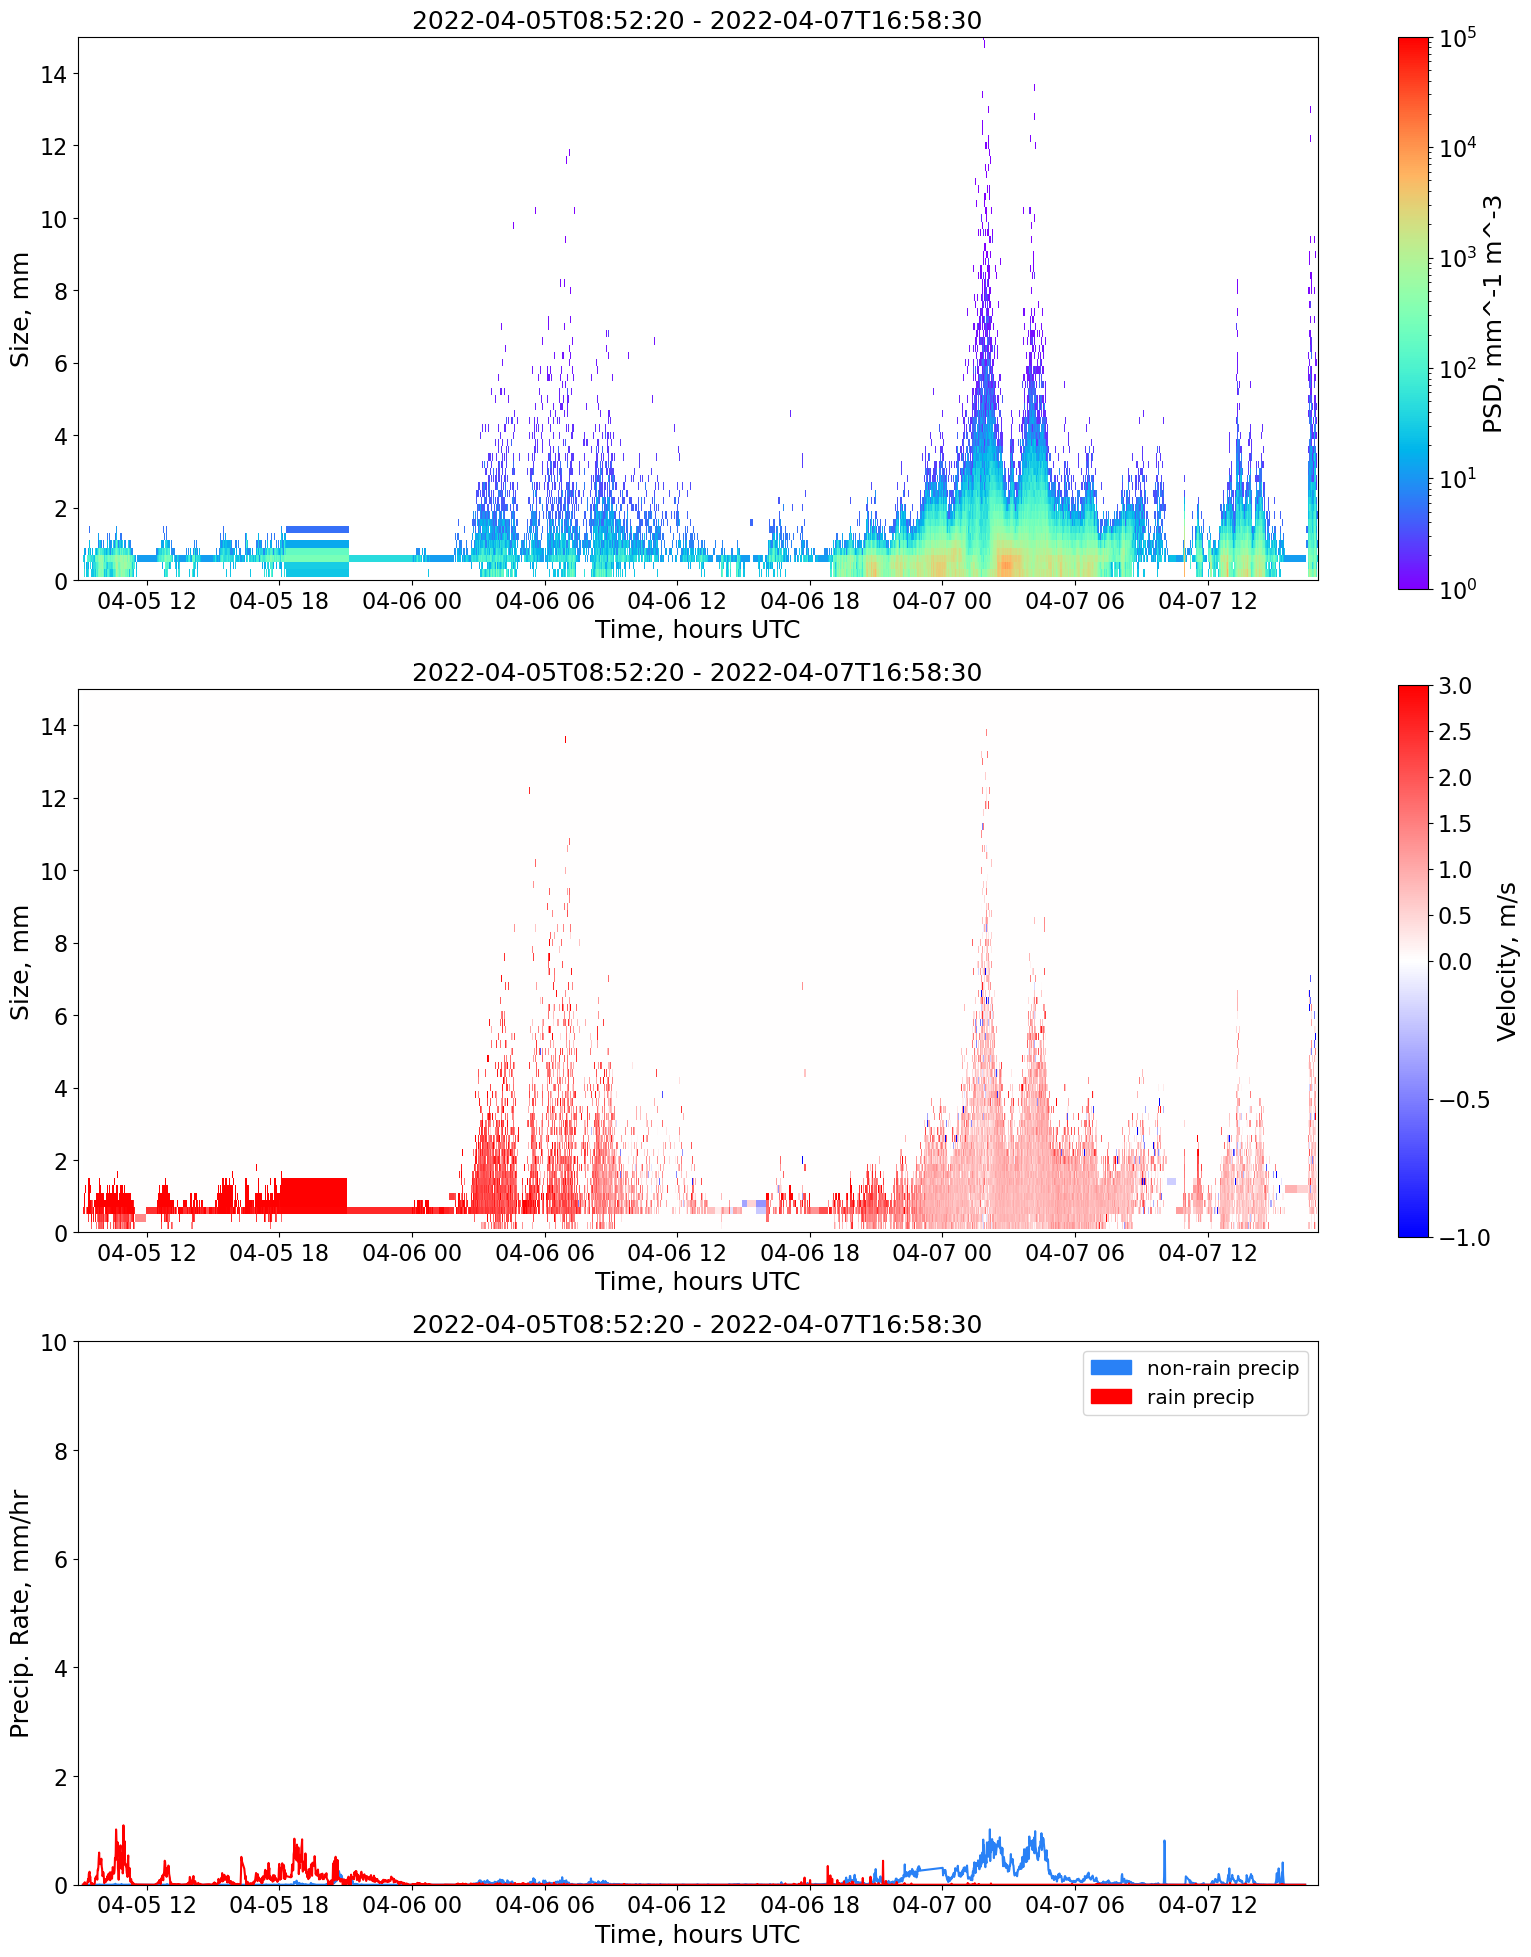 2022-04-05T08:52:20 - 2022-04-07T16:58:30
Size, mm
14
12
10
8
6
4
2
0
04-05 12 04-05 18 04-06 00 04-06 06 04-06 12 04-06 18 04-07 00 04-07 06 04-07 12
Time, hours UTC
10^5
10^4
10^3
10^2
10^1
10^0
PSD, mm^-1 m^-3
2022-04-05T08:52:20 - 2022-04-07T16:58:30
Size, mm
14
12
10
8
6
4
2
0
04-05 12 04-05 18 04-06 00 04-06 06 04-06 12 04-06 18 04-07 00 04-07 06 04-07 12
Time, hours UTC
3.0
2.5
2.0
1.5
1.0
0.5
0.0
−0.5
−1.0
Velocity, m/s
2022-04-05T08:52:20 - 2022-04-07T16:58:30
Precip. Rate, mm/hr
10
8
6
4
2
0
non-rain precip
rain precip
04-05 12 04-05 18 04-06 00 04-06 06 04-06 12 04-06 18 04-07 00 04-07 06 04-07 12
Time, hours UTC